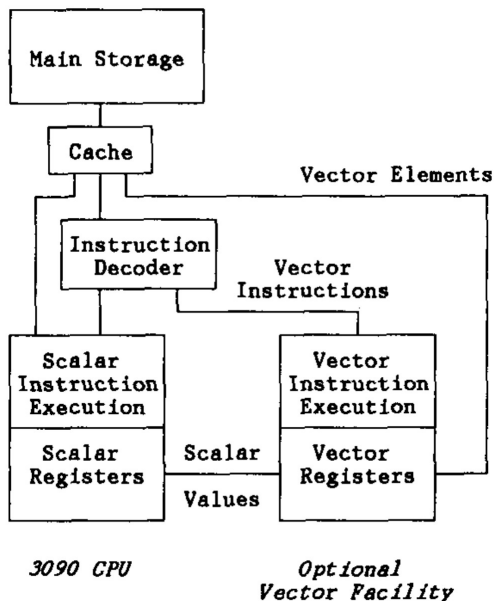 Main Storage
Cache
Vector Elements
Instruction
Decoder
Vector
Instructions
Scalar
Instruction
Execution
Vector
Instruction
Execution
Scalar
Registers
Scalar
Values
Vector
Registers
3090 CPU
Optional
Vector Facility